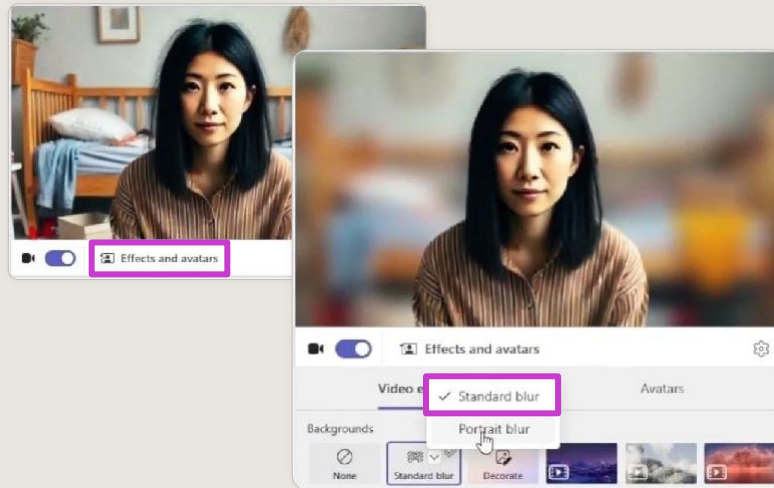 Effects and avatars
Effects and avatars
Video e
Avatars
Standard blur
Portrait blur
Backgrounds
None
Standard blur
Decorate